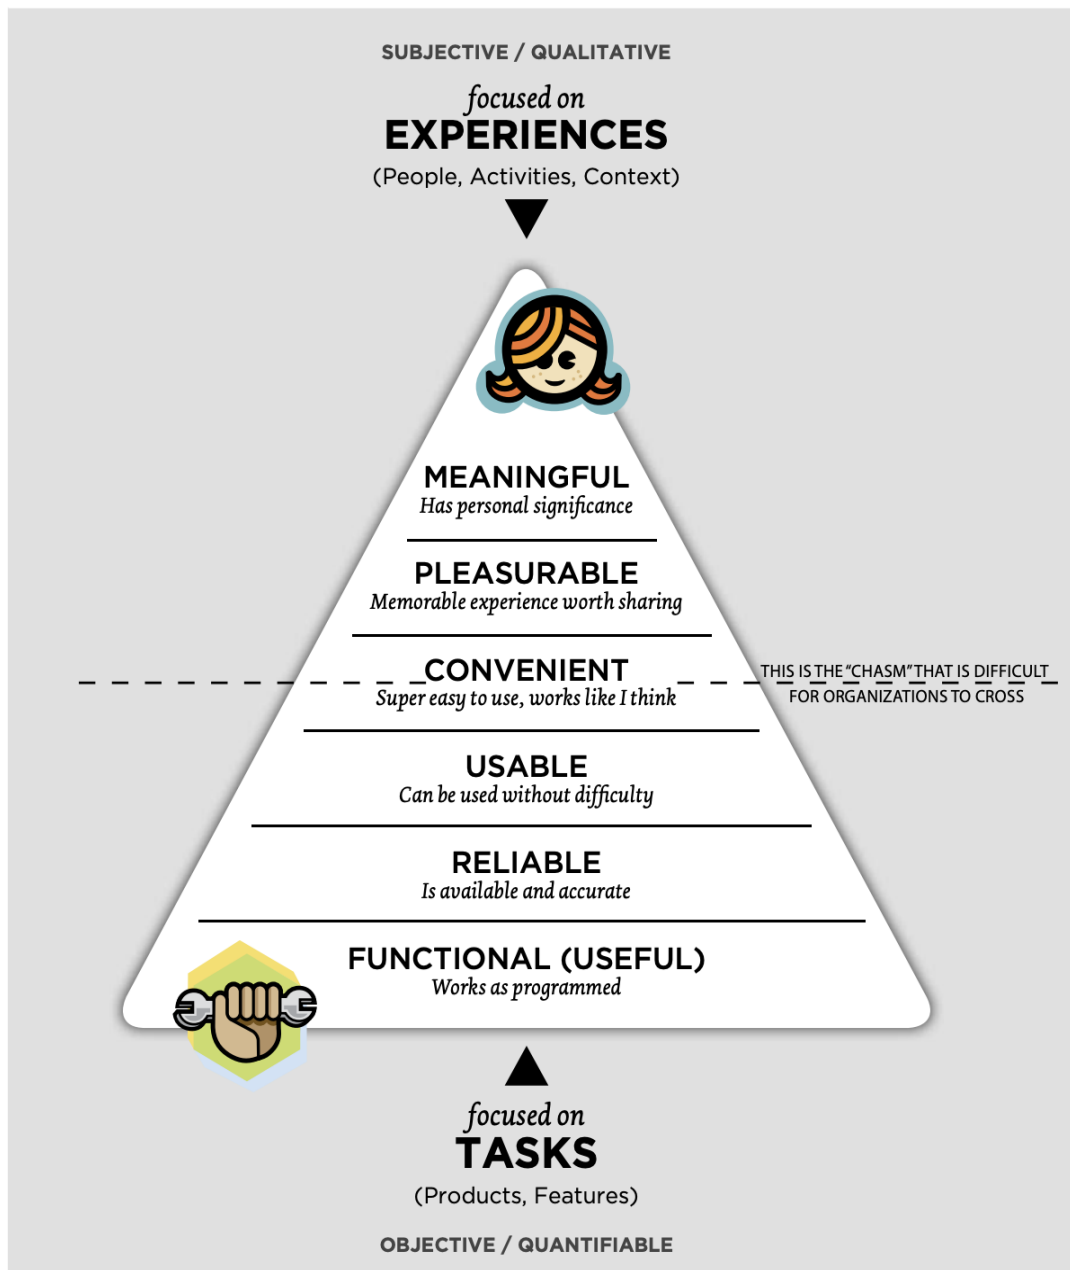 SUBJECTIVE / QUALITATIVE
focused on
EXPERIENCES
(People, Activities, Context)
MEANINGFUL
Has personal significance
PLEASURABLE
Memorable experience worth sharing
CONVENIENT
Super easy to use, works like I think
THIS IS THE “CHASM” THAT IS DIFFICULT
FOR ORGANIZATIONS TO CROSS
USABLE
Can be used without difficulty
RELIABLE
Is available and accurate
FUNCTIONAL (USEFUL)
Works as programmed
focused on
TASKS
(Products, Features)
OBJECTIVE / QUANTIFIABLE